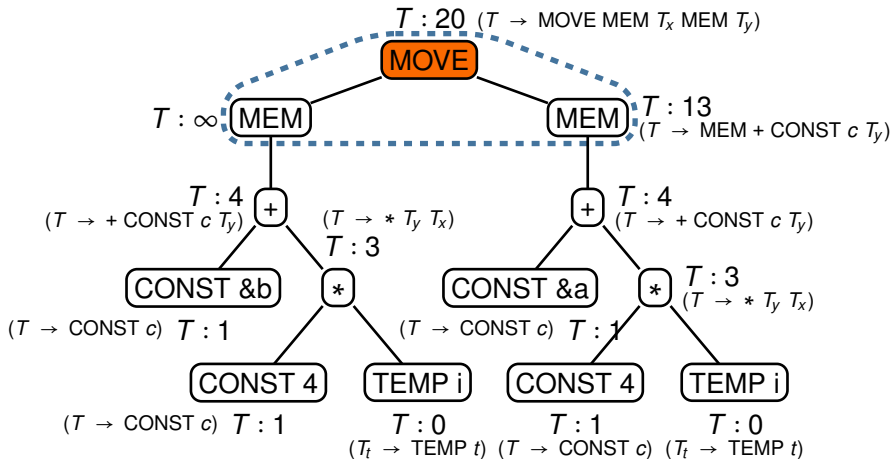 T : 20 (T → MOVE MEM Tx MEM Ty)
MOVE
T : ∞ MEM
MEM T : 13
(T → MEM + CONST c Ty)
T : 4
(T → + CONST c Ty)
+
(T → * Ty Tx)
T : 3
T : 4
(T → + CONST c Ty)
+
CONST &b
*
CONST &a
*
T : 3
(T → * Ty Tx)
(T → CONST c) T : 1
(T → CONST c) T : 1
CONST 4
TEMP i
CONST 4
TEMP i
(T → CONST c) T : 1
T : 0
(Tt → TEMP t)
T : 1
(T → CONST c)
T : 0
(Tt → TEMP t)